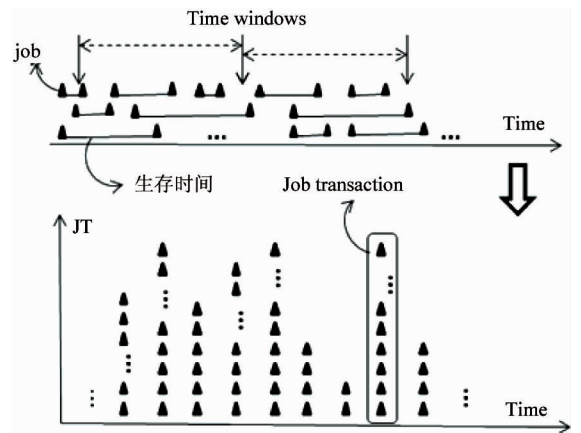 Time windows
job
Time
生存时间
Job transaction
JT
Time